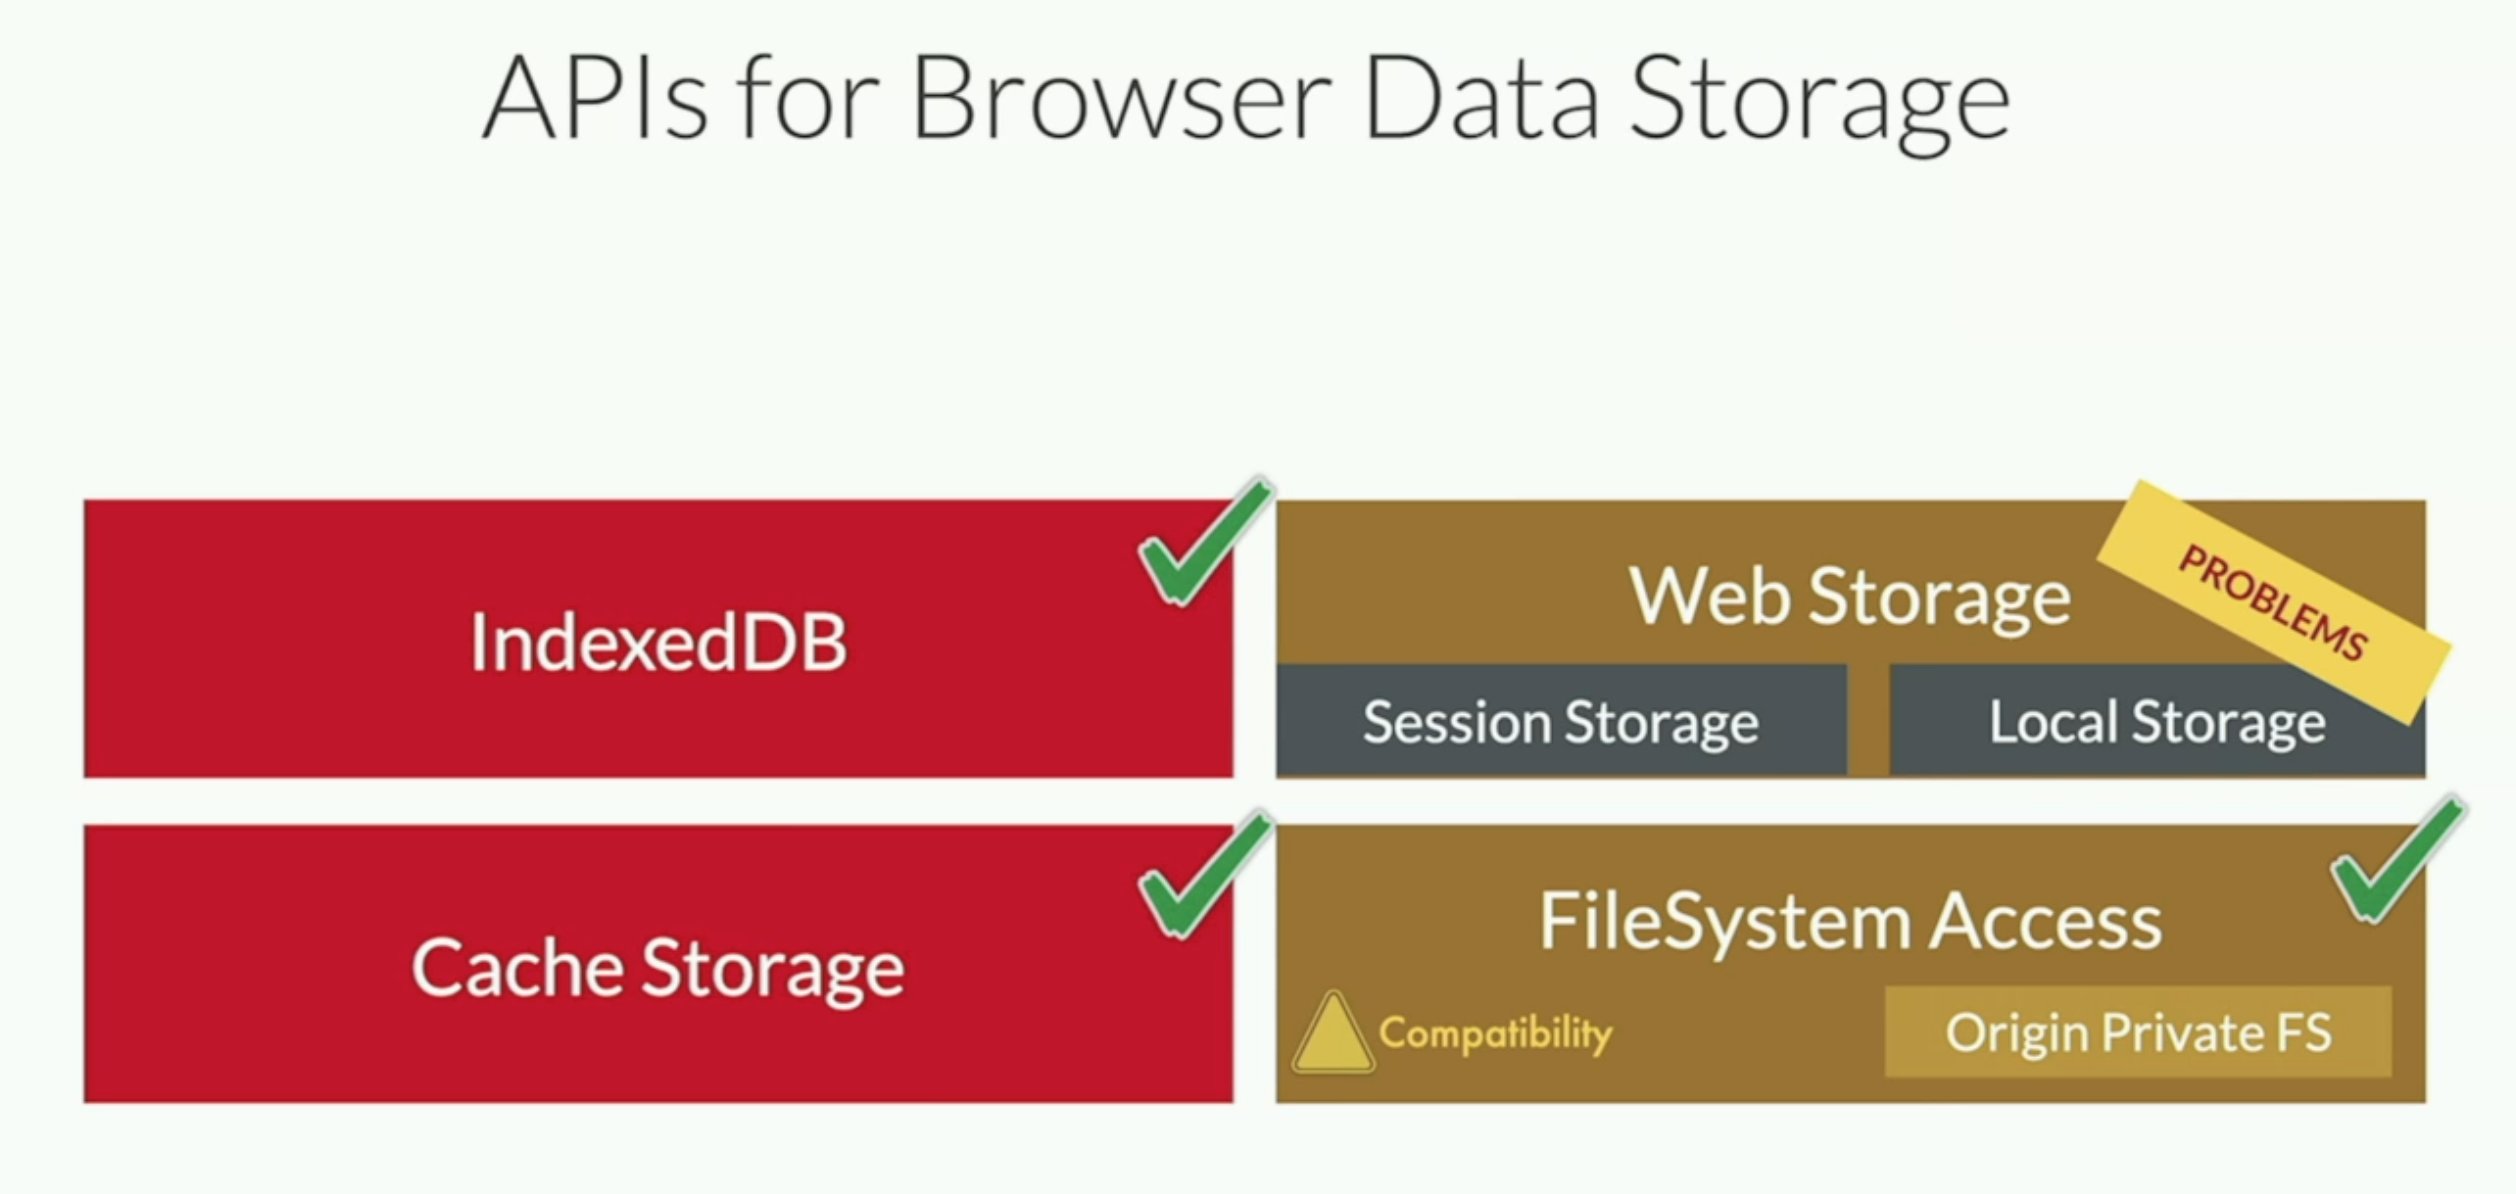 APIs for Browser Data Storage
IndexedDB
Web Storage
PROBLEMS
Session Storage
Local Storage
Cache Storage
FileSystem Access
Compatibility
Origin Private FS